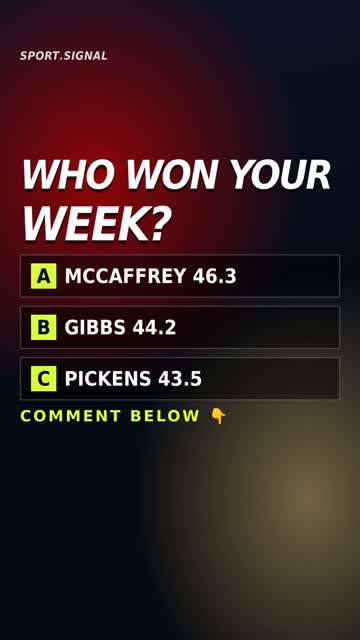 SPORT.SIGNAL
WHO WON YOUR
WEEK?
A MCCAFFREY 46.3
B GIBBS 44.2
C PICKENS 43.5
COMMENT BELOW 👇